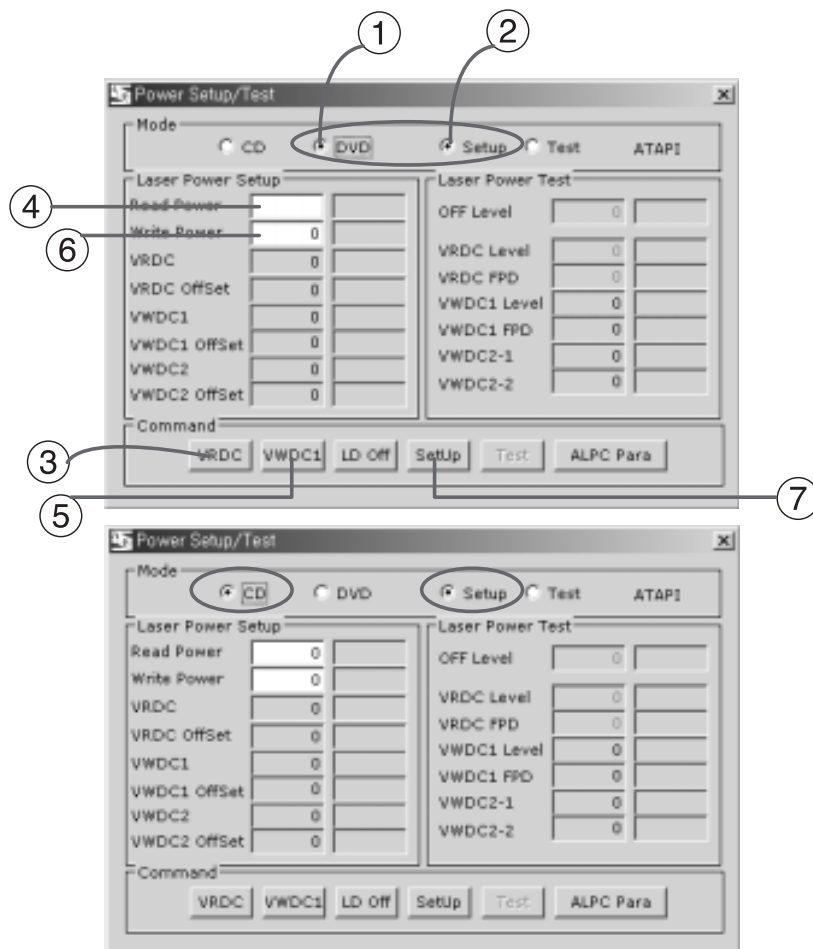 1 2
Power Setup/Test
Mode
CD DVD Setup Test ATAPI
Laser Power Setup
4 Read Power
6 Write Power 0
VRDC 0
VRDC OffSet 0
VWDC1 0
VWDC1 OffSet 0
VWDC2 0
VWDC2 OffSet 0
Laser Power Test
OFF Level 0
VRDC Level 0
VRDC FPD 0
VWDC1 Level 0
VWDC1 FPD 0
VWDC2-1 0
VWDC2-2 0
Command
3 VRDC VWDC1 LD Off SetUp Test ALPC Para
5 7
Power Setup/Test
Mode
CD DVD Setup Test ATAPI
Laser Power Setup
Read Power 0
Write Power 0
VRDC 0
VRDC OffSet 0
VWDC1 0
VWDC1 OffSet 0
VWDC2 0
VWDC2 OffSet 0
Laser Power Test
OFF Level 0
VRDC Level 0
VRDC FPD 0
VWDC1 Level 0
VWDC1 FPD 0
VWDC2-1 0
VWDC2-2 0
Command
VRDC VWDC1 LD Off SetUp Test ALPC Para